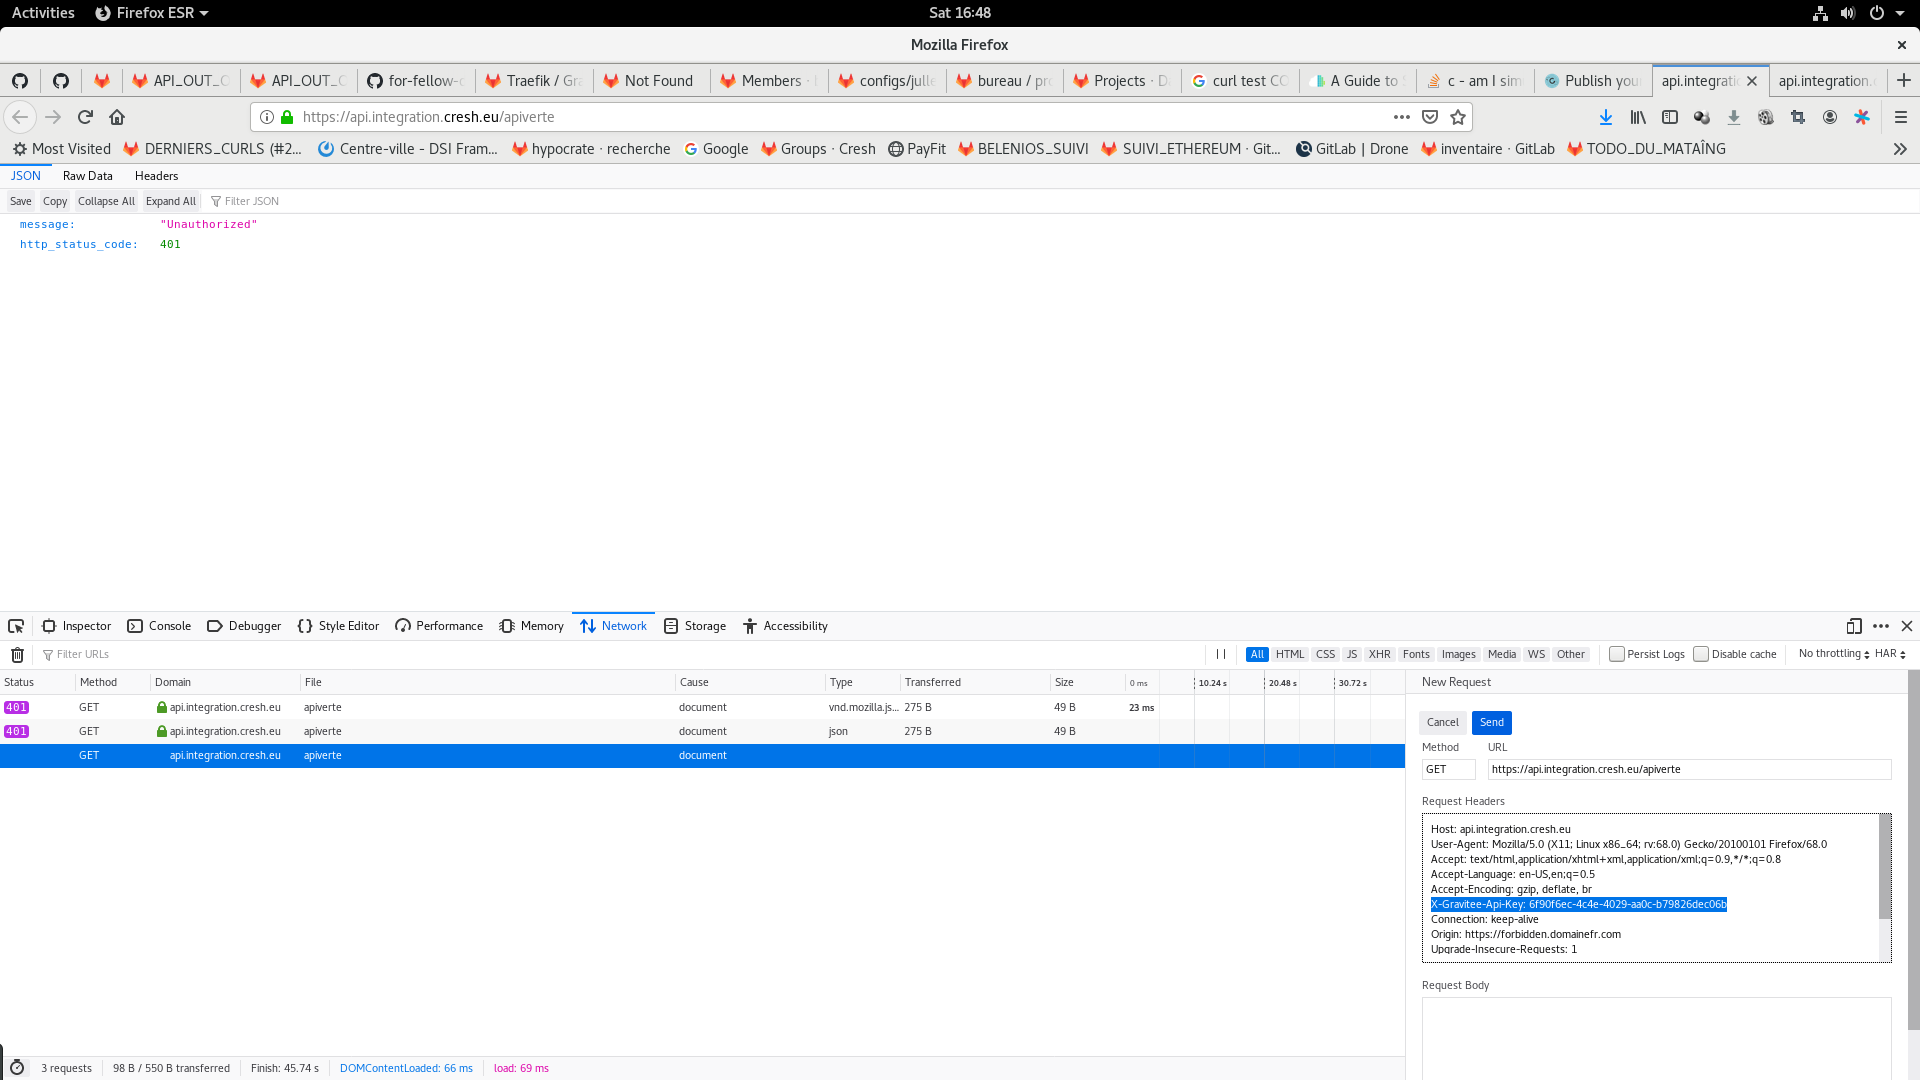 Activities Firefox ESR Sat 16:48
Mozilla Firefox
API_OUT_O API_OUT_C for-fellow- Traefik / Gra Not Found Members · configs/julle bureau / pro Projects · D curl test CO A Guide to c - am I sim Publish your api.integratio api.integration.
https://api.integration.cresh.eu/apiverte
Most Visited DERNIERS_CURLS (#2... Centre-ville - DSI Fram... hypocrate · recherche Google Groups · Cresh PayFit BELENIOS_SUIVI SUIVI_ETHEREUM · Git... GitLab | Drone inventaire · GitLab TODO_DU_MATAÎNG
JSON Raw Data Headers
Save Copy Collapse All Expand All Filter JSON
message: "Unauthorized"
http_status_code: 401
Inspector Console Debugger Style Editor Performance Memory Network Storage Accessibility
Filter URLs All HTML CSS JS XHR Fonts Images Media WS Other Persist Logs Disable cache No throttling HAR
Status Method Domain File Cause Type Transferred Size 0 ms 10.24 s 20.48 s 30.72 s
401 GET api.integration.cresh.eu apiverte document vnd.mozilla.js... 275 B 49 B 23 ms
401 GET api.integration.cresh.eu apiverte document json 275 B 49 B
GET api.integration.cresh.eu apiverte document
New Request
Cancel Send
Method URL
GET https://api.integration.cresh.eu/apiverte
Request Headers
Host: api.integration.cresh.eu
User-Agent: Mozilla/5.0 (X11; Linux x86_64; rv:68.0) Gecko/20100101 Firefox/68.0
Accept: text/html,application/xhtml+xml,application/xml;q=0.9,*/*;q=0.8
Accept-Language: en-US,en;q=0.5
Accept-Encoding: gzip, deflate, br
X-Gravitee-Api-Key: 6f90f6ec-4c4e-4029-aa0c-b79826dec06b
Connection: keep-alive
Origin: https://forbidden.domainefr.com
Upgrade-Insecure-Requests: 1
Request Body
3 requests 98 B / 550 B transferred Finish: 45.74 s DOMContentLoaded: 66 ms load: 69 ms